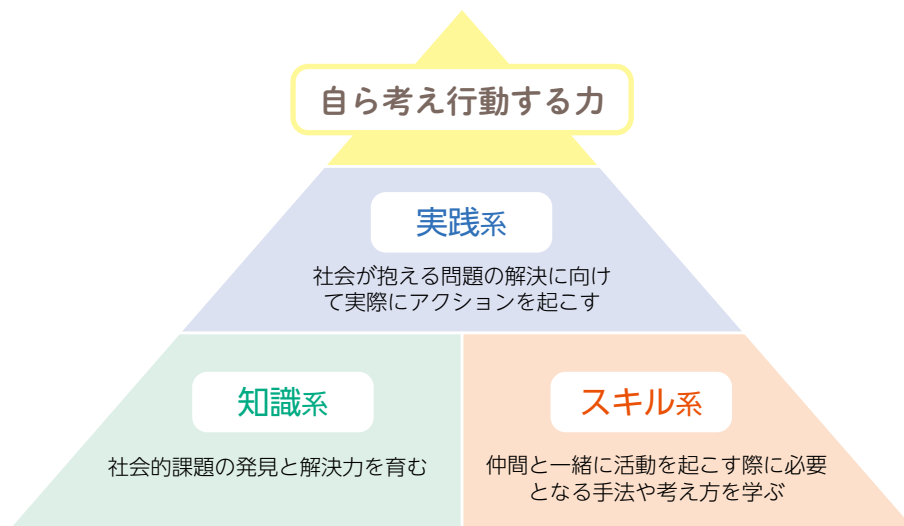 自ら考え行動する力
実践系
社会が抱える問題の解決に向け
て実際にアクションを起こす
知識系
社会的課題の発見と解決力を育む
スキル系
仲間と一緒に活動を起こす際に必要
となる手法や考え方を学ぶ